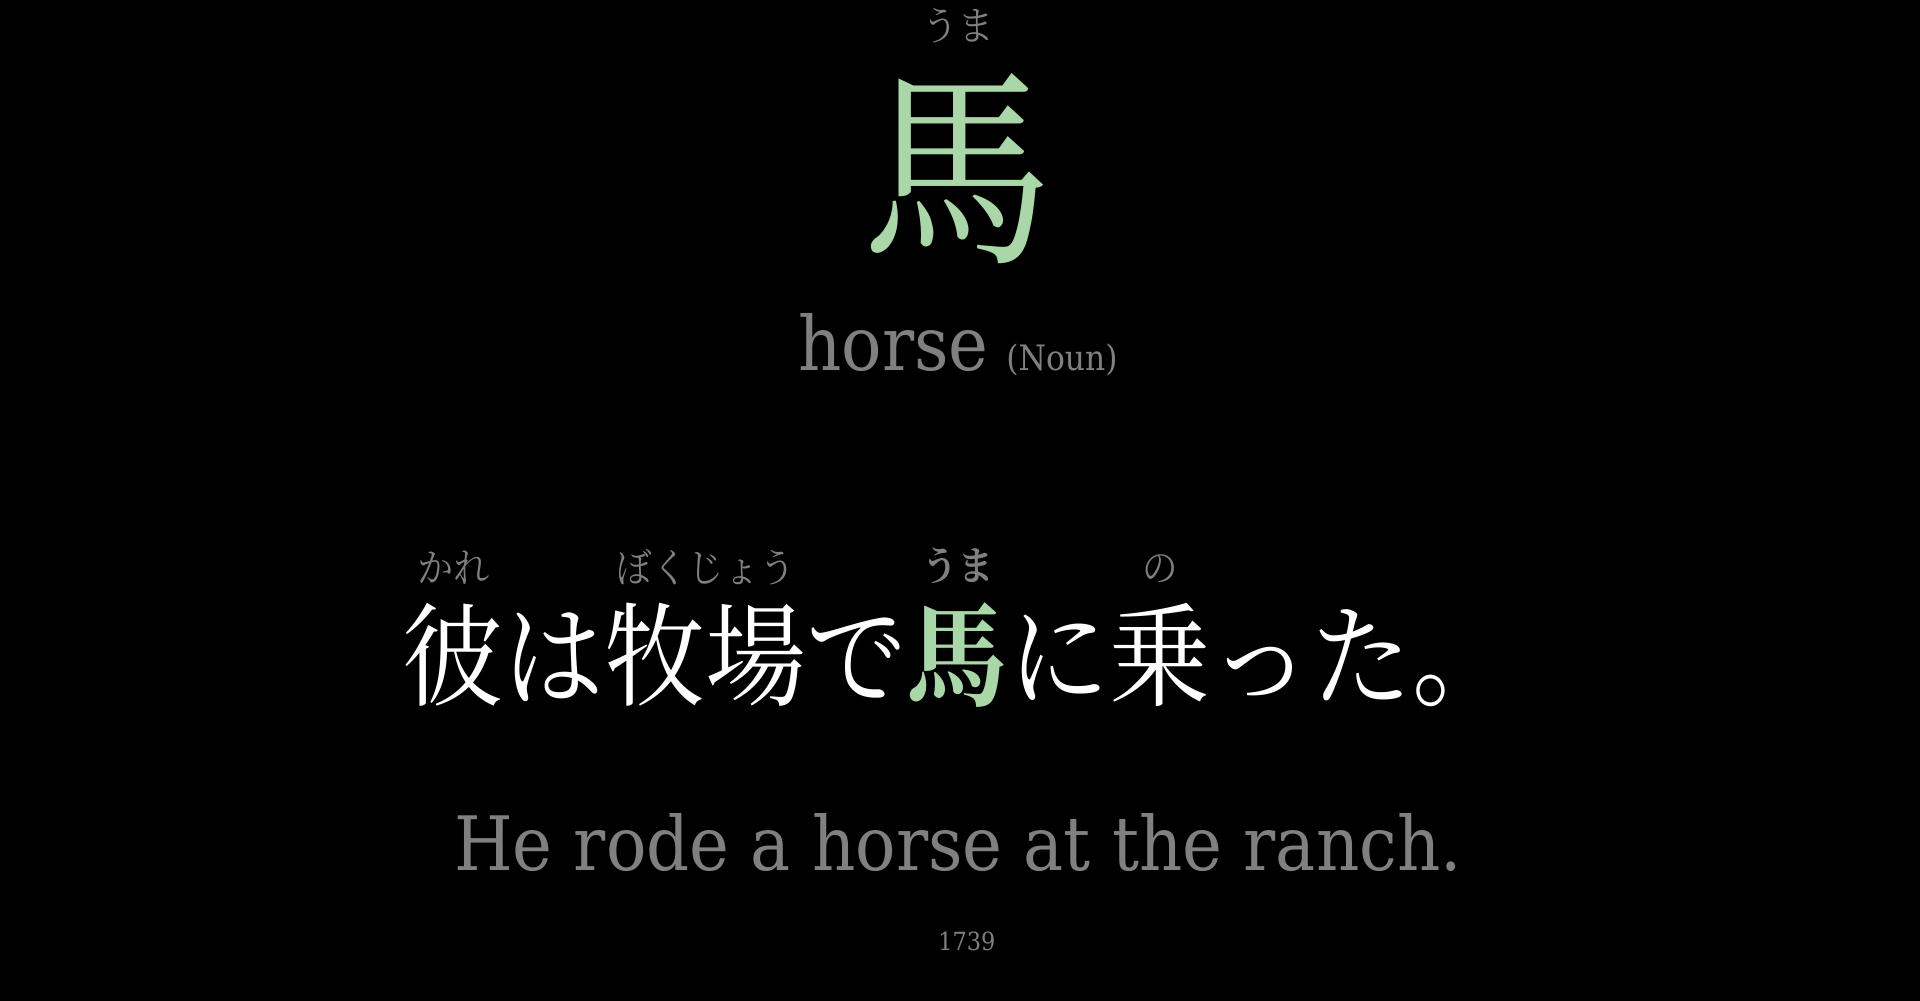 うま
馬
horse (Noun)
かれ ぼくじょう うま の
彼は牧場で馬に乗った。
He rode a horse at the ranch.
1739